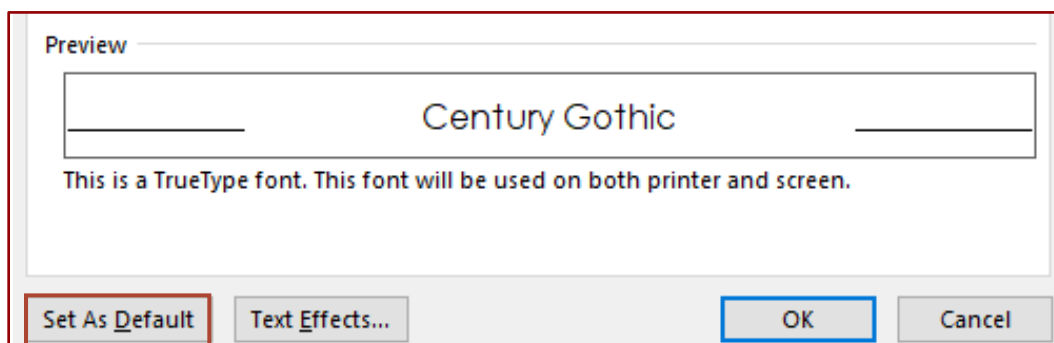 Preview
Century Gothic
This is a TrueType font. This font will be used on both printer and screen.
Set As Default Text Effects... OK Cancel